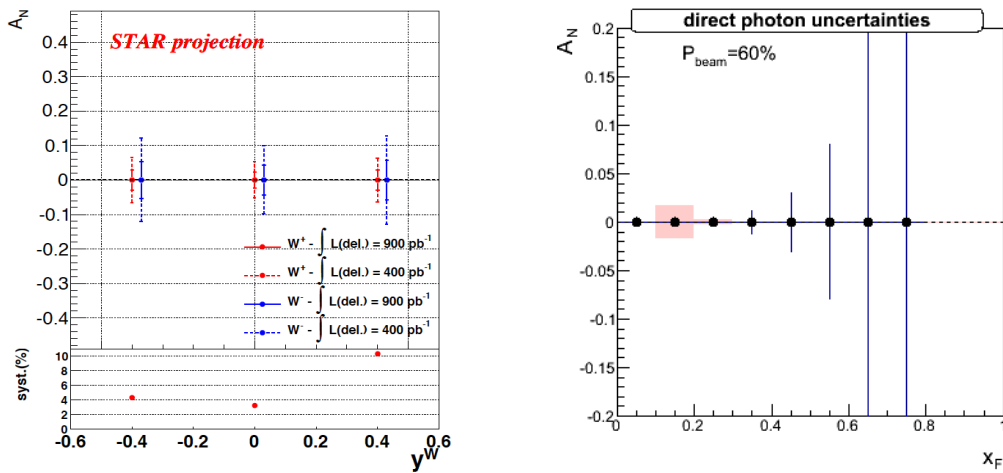 A_N
STAR projection
0.4
0.3
0.2
0.1
0
-0.1
-0.2
-0.3
-0.4
W⁺ - ∫ L(del.) = 900 pb⁻¹
W⁺ - ∫ L(del.) = 400 pb⁻¹
W⁻ - ∫ L(del.) = 900 pb⁻¹
W⁻ - ∫ L(del.) = 400 pb⁻¹
syst.(%)
10
8
6
4
2
0
-0.6 -0.4 -0.2 0 0.2 0.4 0.6
y^W
direct photon uncertainties
A_N
P_beam=60%
0.2
0.15
0.1
0.05
0
-0.05
-0.1
-0.15
-0.2
0 0.2 0.4 0.6 0.8 1
x_F